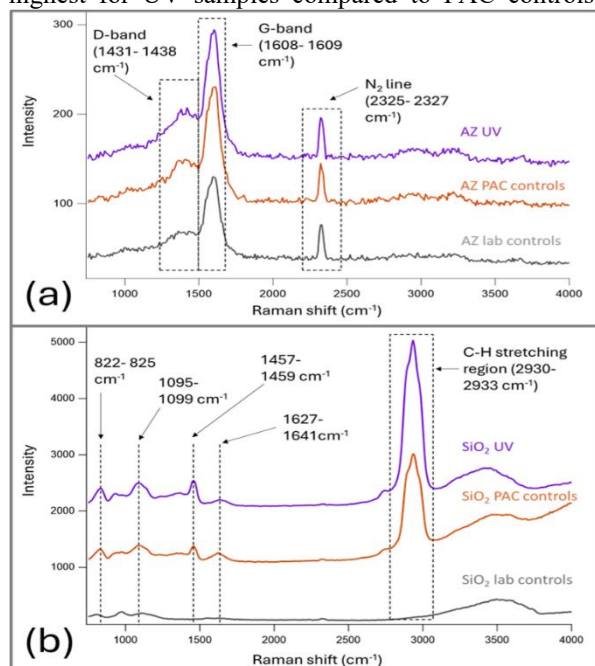 highest for UV samples compared to PAC controls
300
200
100
Intensity
D-band
(1431- 1438
cm⁻¹)
G-band
(1608- 1609
cm⁻¹)
N₂ line
(2325- 2327
cm⁻¹)
AZ UV
AZ PAC controls
AZ lab controls
(a)
1000 1500 2000 2500 3000 3500 4000
Raman shift (cm⁻¹)
5000
4000
3000
2000
1000
Intensity
822- 825
cm⁻¹
1095-
1099 cm⁻¹
1457-
1459 cm⁻¹
1627-
1641cm⁻¹
C-H stretching
region (2930-
2933 cm⁻¹)
SiO₂ UV
SiO₂ PAC controls
SiO₂ lab controls
(b)
1000 1500 2000 2500 3000 3500 4000
Raman shift (cm⁻¹)